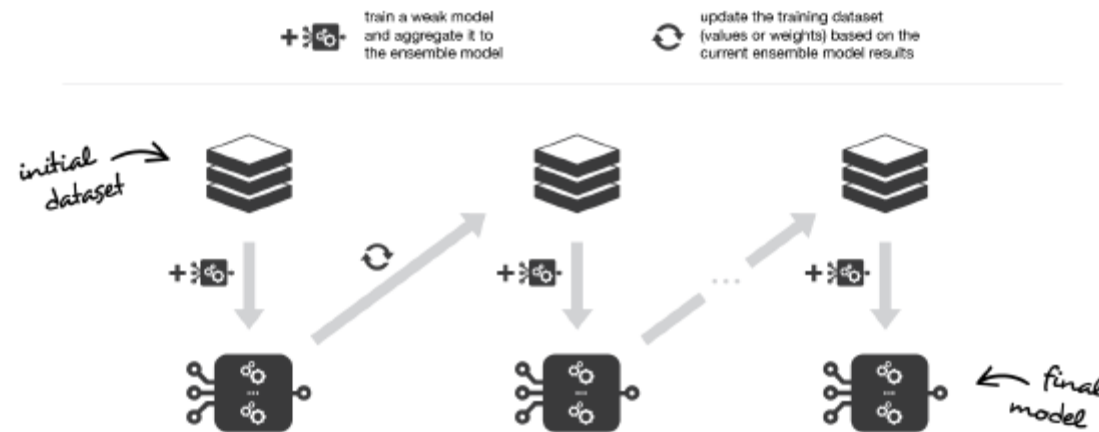 train a weak model
and aggregate it to
the ensemble model
update the training dataset
(values or weights) based on the
current ensemble model results
initial
dataset
...
final
model